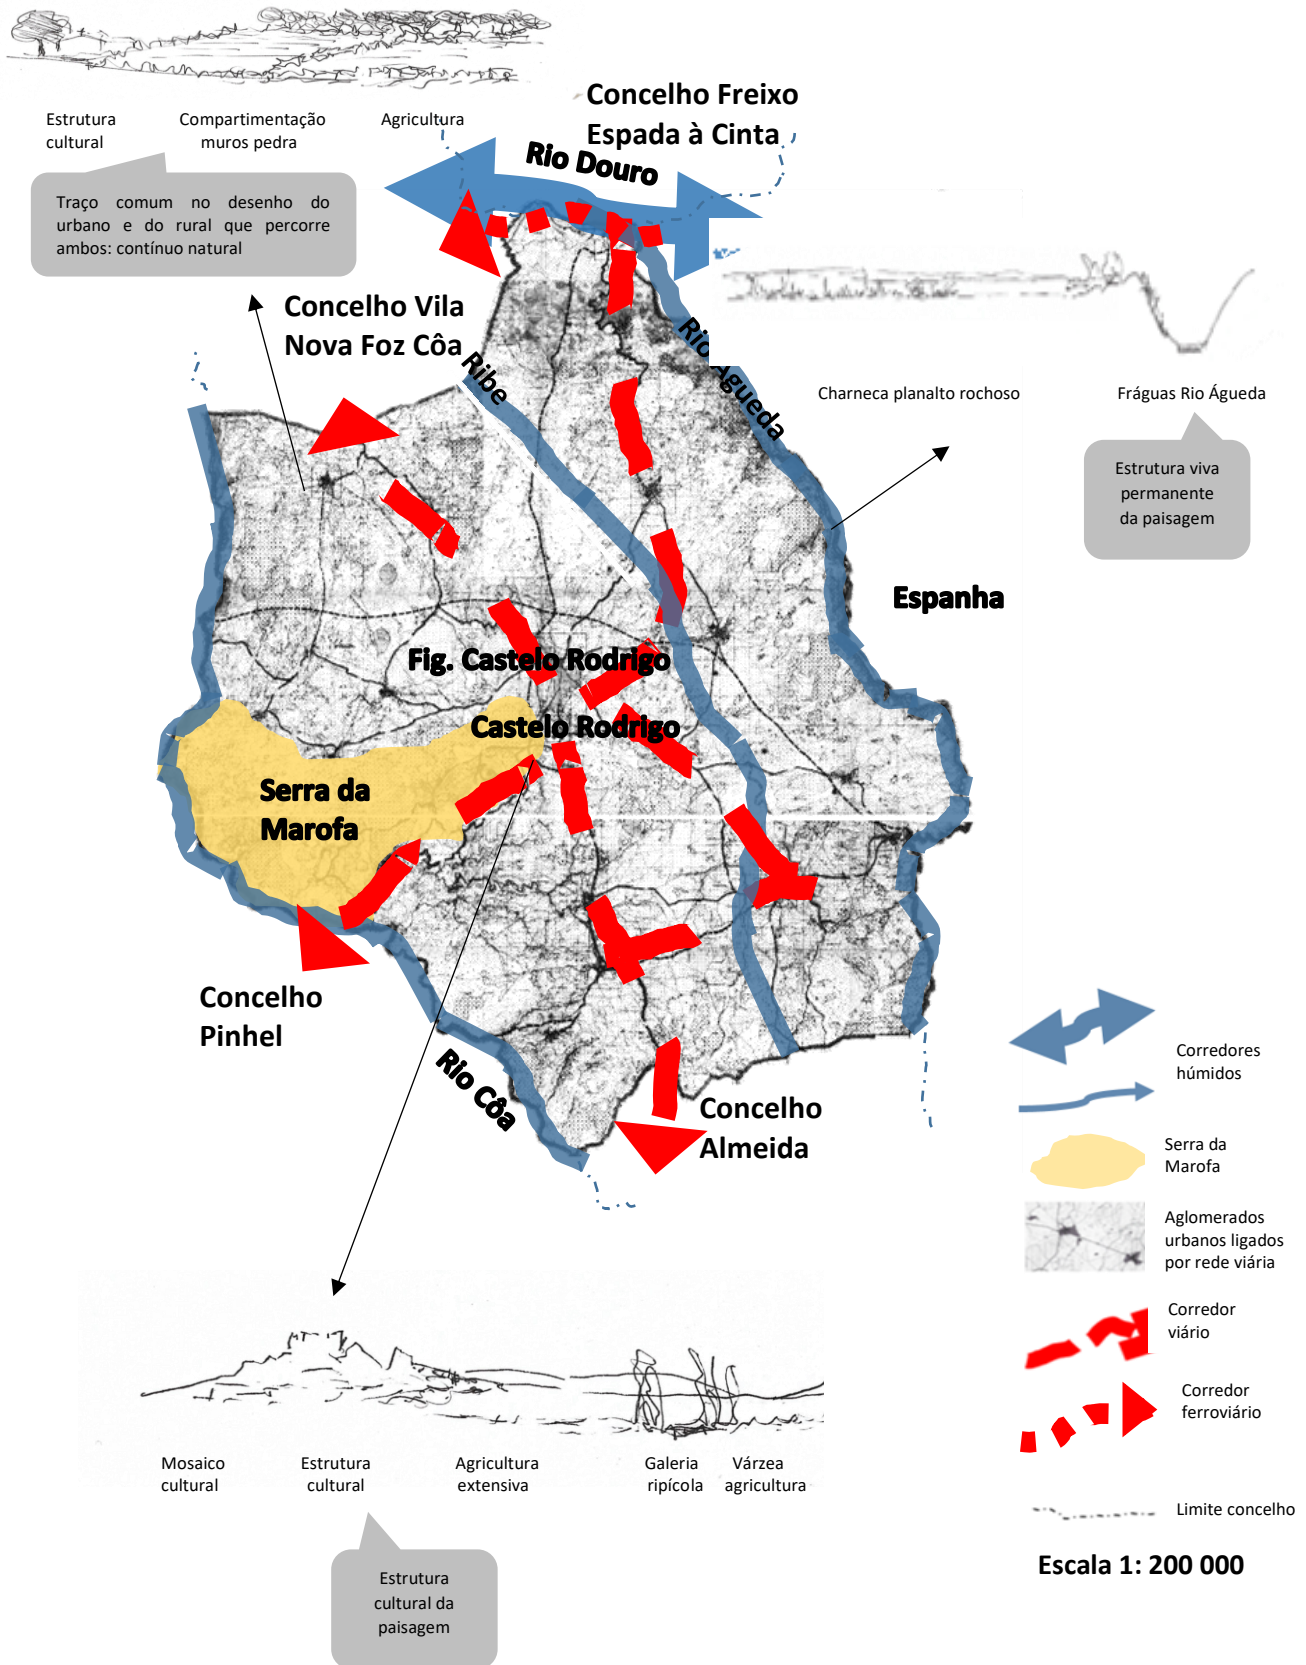 Concelho Freixo
Espada à Cinta
Estrutura
cultural
Compartimentação
muros pedra
Agricultura
Rio Douro
Traço comum no desenho do
urbano e do rural que percorre
ambos: contínuo natural
Concelho Vila
Nova Foz Côa
Ribe
Rio Águeda
Charneca planalto rochoso
Fráguas Rio Águeda
Estrutura viva
permanente
da paisagem
Espanha
Fig. Castelo Rodrigo
Castelo Rodrigo
Serra da
Marofa
Concelho
Pinhel
Rio Côa
Concelho
Almeida
Corredores
húmidos
Serra da
Marofa
Aglomerados
urbanos ligados
por rede viária
Corredor
viário
Corredor
ferroviário
Limite concelho
Escala 1: 200 000
Mosaico
cultural
Estrutura
cultural
Agricultura
extensiva
Galeria
ripícola
Várzea
agricultura
Estrutura
cultural da
paisagem